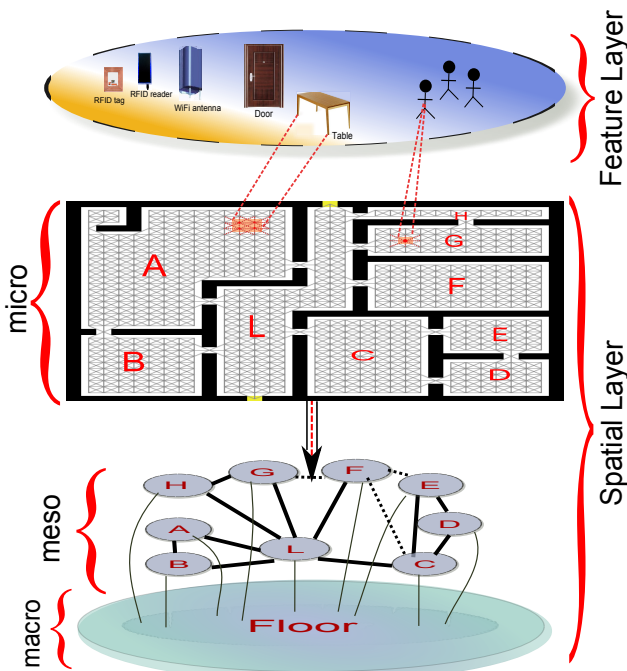 RFID tag
RFID reader
WiFi antenna
Door
Table
Feature Layer
micro
A
B
L
C
H
G
F
E
D
Spatial Layer
meso
H
G
F
E
A
L
D
B
C
macro
Floor